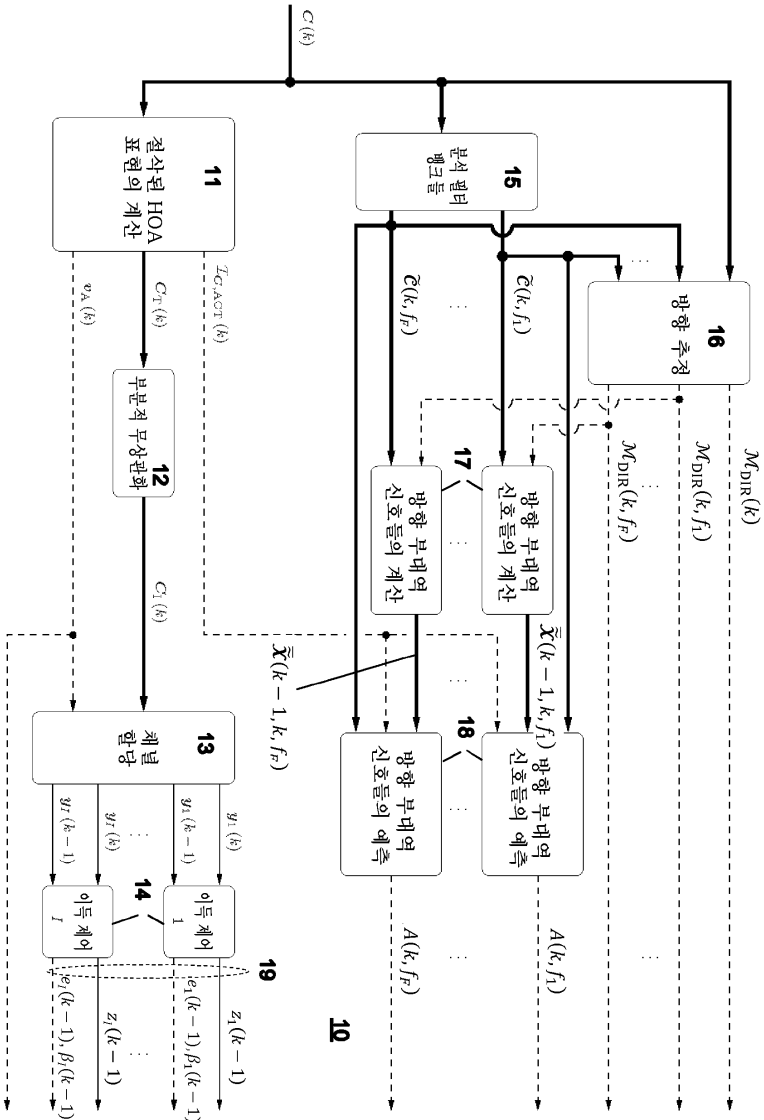 C(k)
11
절삭된 HOA
표현의 계산
15
분석 필터
뱅크들
16
방향 추정
ℐ_{C,ACT}(k)
C_T(k)
v_A(k)
12
부분적 무상관화
C_I(k)
13
채널
할당
y_1(k)
y_1(k−1)
⋯
y_I(k)
y_I(k−1)
14
이득 제어
1
이득 제어
I
19
z_1(k−1)
e_1(k−1), β_1(k−1)
⋯
z_I(k−1)
e_I(k−1), β_I(k−1)
C̃(k, f_1)
⋯
C̃(k, f_F)
⋯
ℳ_DIR(k)
ℳ_DIR(k, f_1)
⋯
ℳ_DIR(k, f_F)
⋯
17
방향 부대역
신호들의 계산
⋯
방향 부대역
신호들의 계산
X̃(k − 1, k, f_1)
⋯
X̃(k − 1, k, f_F)
18
방향 부대역
신호들의 예측
⋯
방향 부대역
신호들의 예측
A(k, f_1)
⋯
A(k, f_F)
10